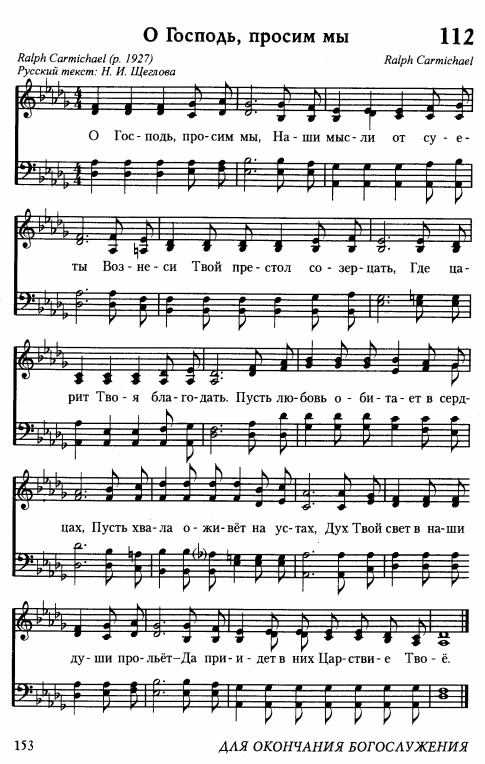 О Господь, просим мы 112
Ralph Carmichael (р. 1927) Ralph Carmichael
Русский текст: Н. И. Щеглова
О Гос-подь, про-сим мы, На-ши мыс-ли от су-е-
ты Воз-не-си Твой пре-стол со-зер-цать, Где ца-
рит Тво-я бла-го-дать. Пусть лю-бовь о-би-та-ет в серд-
цах, Пусть хва-ла о-жи-вёт на ус-тах, Дух Твой свет в на-ши
ду-ши про-льёт–Да при-и-дет в них Цар-стви-е Тво-ё.
153 ДЛЯ ОКОНЧАНИЯ БОГОСЛУЖЕНИЯ